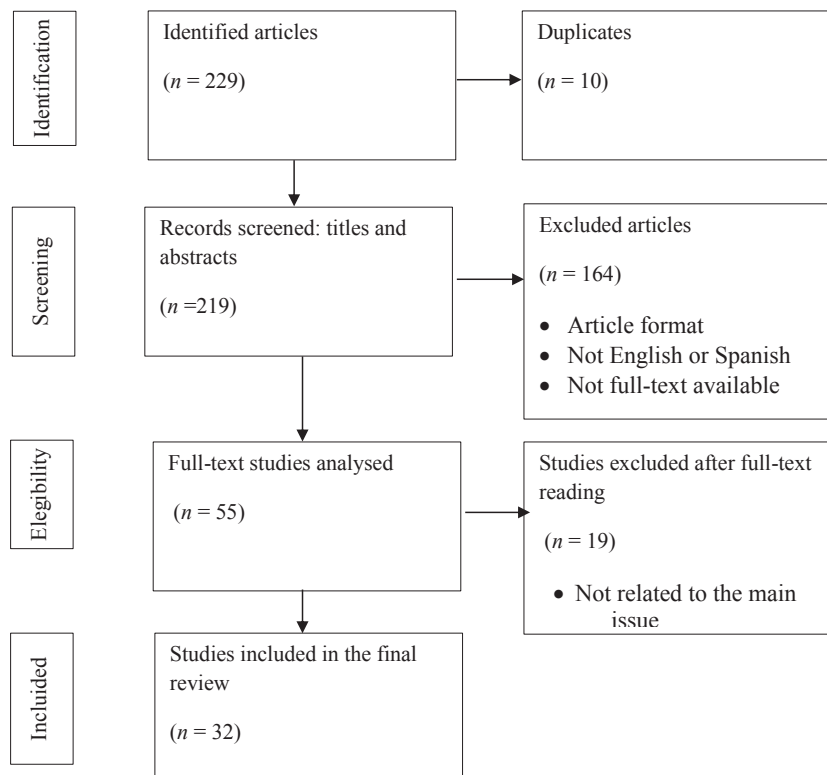 Identification
Identified articles
(n = 229)
Duplicates
(n = 10)
Screening
Records screened: titles and
abstracts
(n =219)
Excluded articles
(n = 164)
• Article format
• Not English or Spanish
• Not full-text available
Elegibility
Full-text studies analysed
(n = 55)
Studies excluded after full-text
reading
(n = 19)
• Not related to the main
issue
Incluided
Studies included in the final
review
(n = 32)